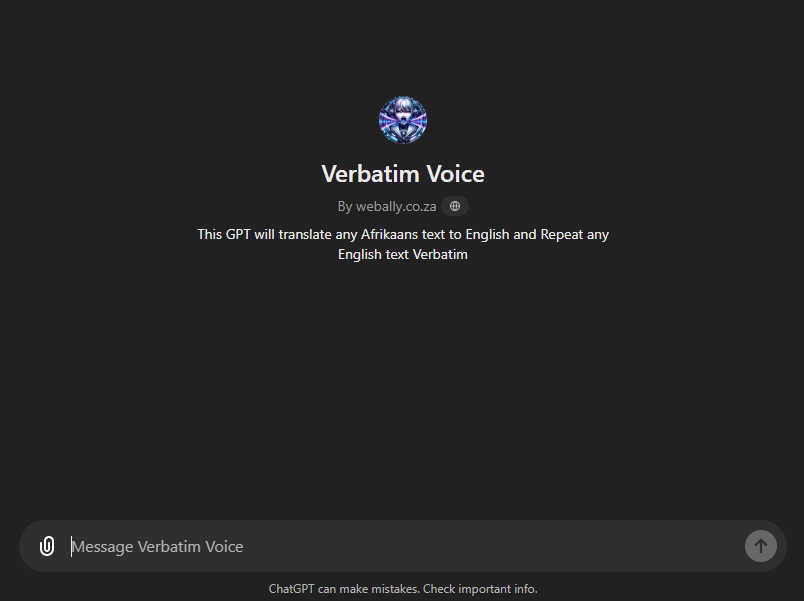 Verbatim Voice
By webally.co.za
This GPT will translate any Afrikaans text to English and Repeat any
English text Verbatim
Message Verbatim Voice
ChatGPT can make mistakes. Check important info.